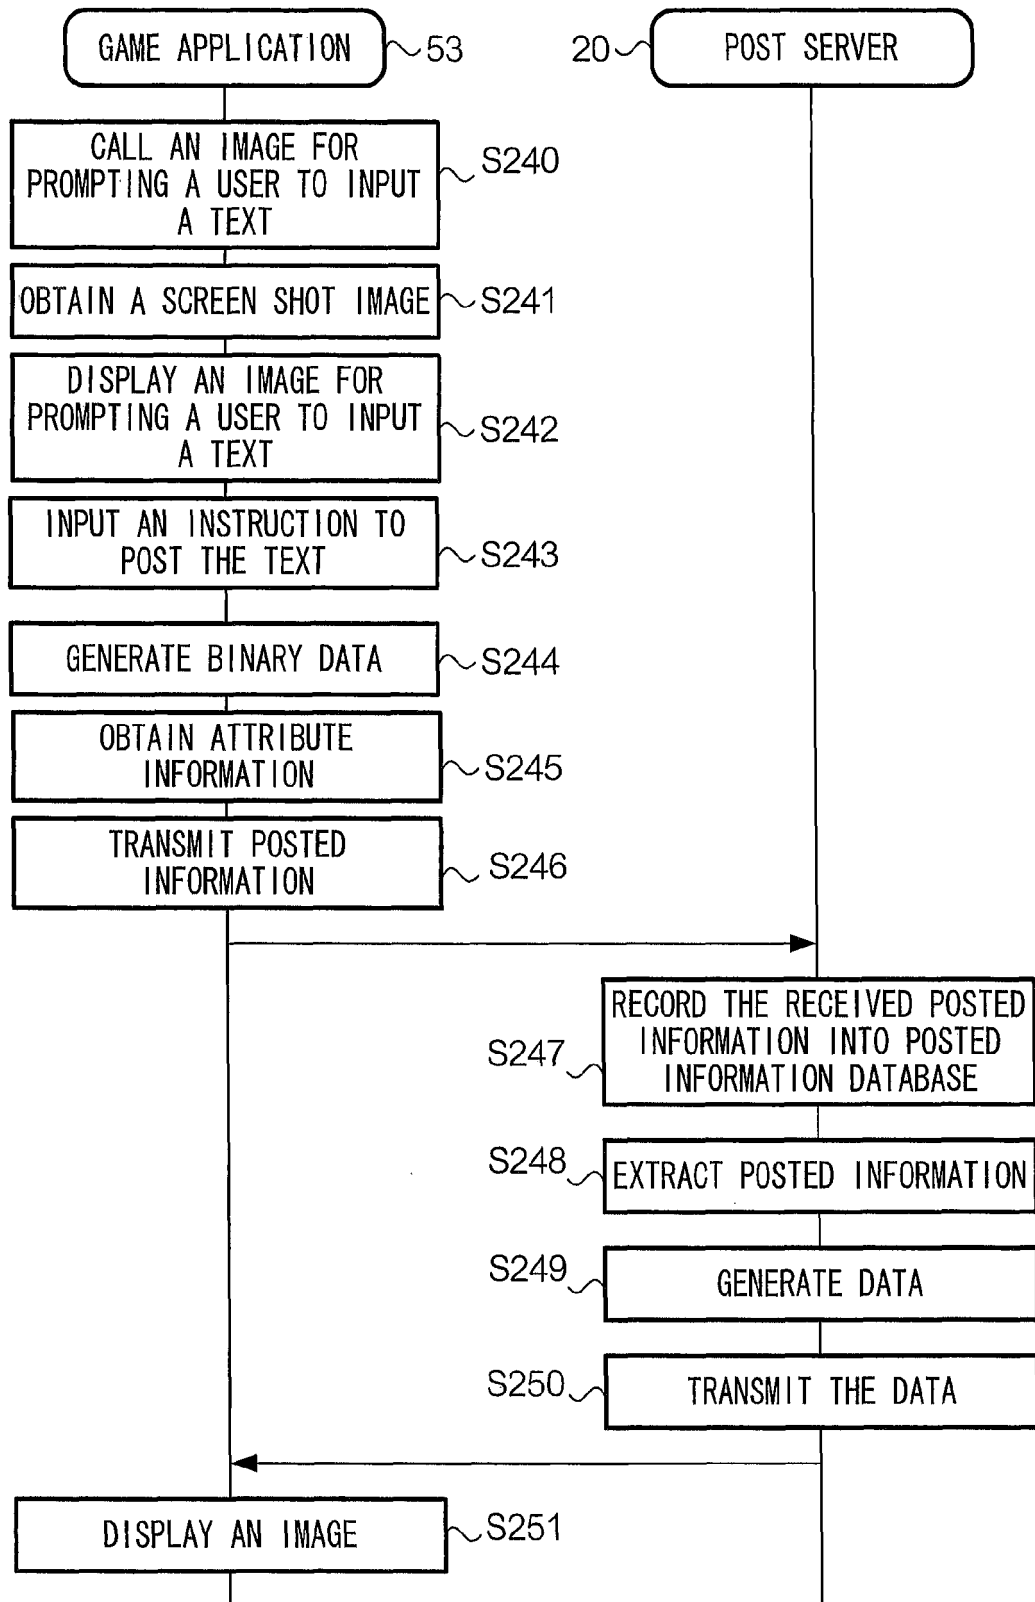 GAME APPLICATION
53
20
POST SERVER
CALL AN IMAGE FOR
PROMPTING A USER TO INPUT
A TEXT
S240
OBTAIN A SCREEN SHOT IMAGE
S241
DISPLAY AN IMAGE FOR
PROMPTING A USER TO INPUT
A TEXT
S242
INPUT AN INSTRUCTION TO
POST THE TEXT
S243
GENERATE BINARY DATA
S244
OBTAIN ATTRIBUTE
INFORMATION
S245
TRANSMIT POSTED
INFORMATION
S246
RECORD THE RECEIVED POSTED
INFORMATION INTO POSTED
INFORMATION DATABASE
S247
S248
EXTRACT POSTED INFORMATION
S249
GENERATE DATA
S250
TRANSMIT THE DATA
DISPLAY AN IMAGE
S251